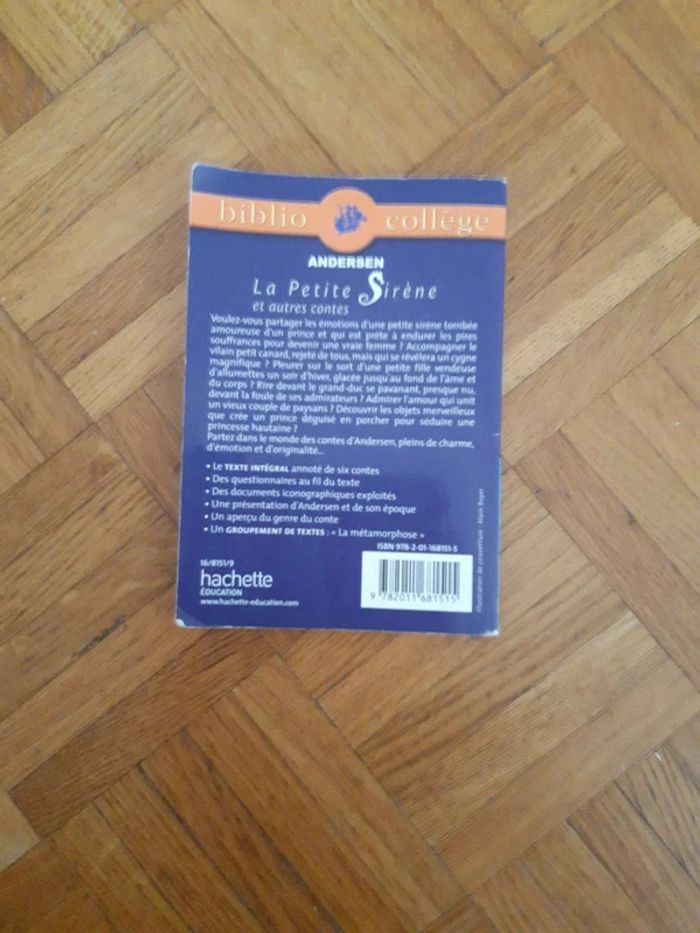 biblio collège
ANDERSEN
La Petite Sirène
et autres contes
Voulez-vous partager les émotions d'une petite sirène tombée
amoureuse d'un prince et qui est prête à endurer les pires
souffrances pour devenir une vraie femme ? Accompagner le
vilain petit canard, rejeté de tous, mais qui se révélera un cygne
magnifique ? Pleurer sur le sort d'une petite fille vendeuse
d'allumettes un soir d'hiver, glacée jusqu'au fond de l'âme et
du corps ? Rire devant le grand-duc se pavanant, presque nu,
devant la foule de ses admirateurs ? Admirer l'amour qui unit
un vieux couple de paysans ? Découvrir les objets merveilleux
que crée un prince déguisé en porcher pour séduire une
princesse hautaine ?
Partez dans le monde des contes d'Andersen, pleins de charme,
d'émotion et d'originalité...
• Le TEXTE INTÉGRAL annoté de six contes
• Des questionnaires au fil du texte
• Des documents iconographiques exploités
• Une présentation d'Andersen et de son époque
• Un aperçu du genre du conte
• Un GROUPEMENT DE TEXTES : « La métamorphose »
ISBN 978-2-01-168151-5
16/8151/9
hachette
ÉDUCATION
www.hachette-education.com
9 782011 681515
Illustration de couverture : Alain Boyer